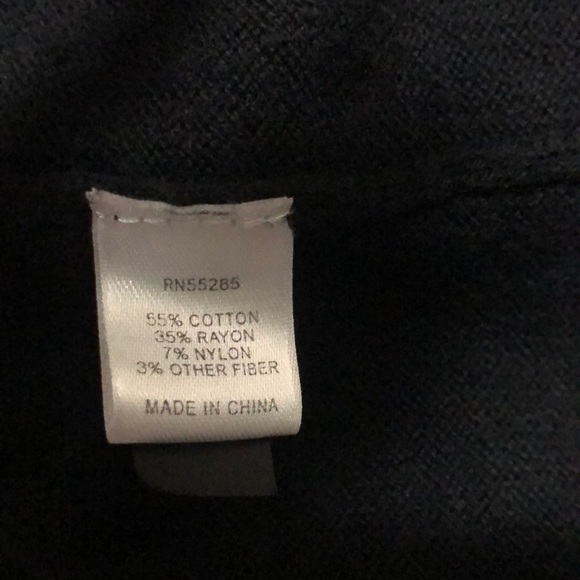 RN55285
55% COTTON
35% RAYON
7% NYLON
3% OTHER FIBER
MADE IN CHINA